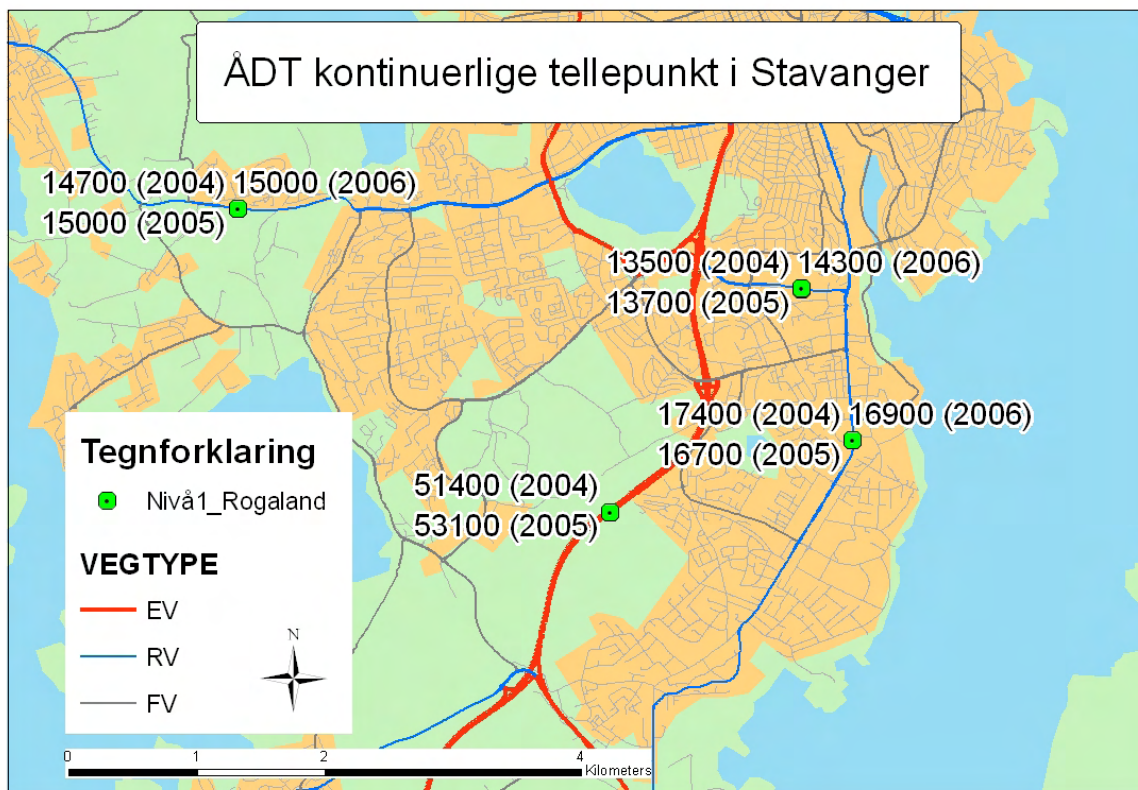 ÅDT kontinuerlige tellepunkt i Stavanger
14700 (2004) 15000 (2006)
15000 (2005)
13500 (2004) 14300 (2006)
13700 (2005)
17400 (2004) 16900 (2006)
16700 (2005)
51400 (2004)
53100 (2005)
Tegnforklaring
Nivå1_Rogaland
VEGTYPE
EV
RV
FV
N
0 1 2 4
Kilometers